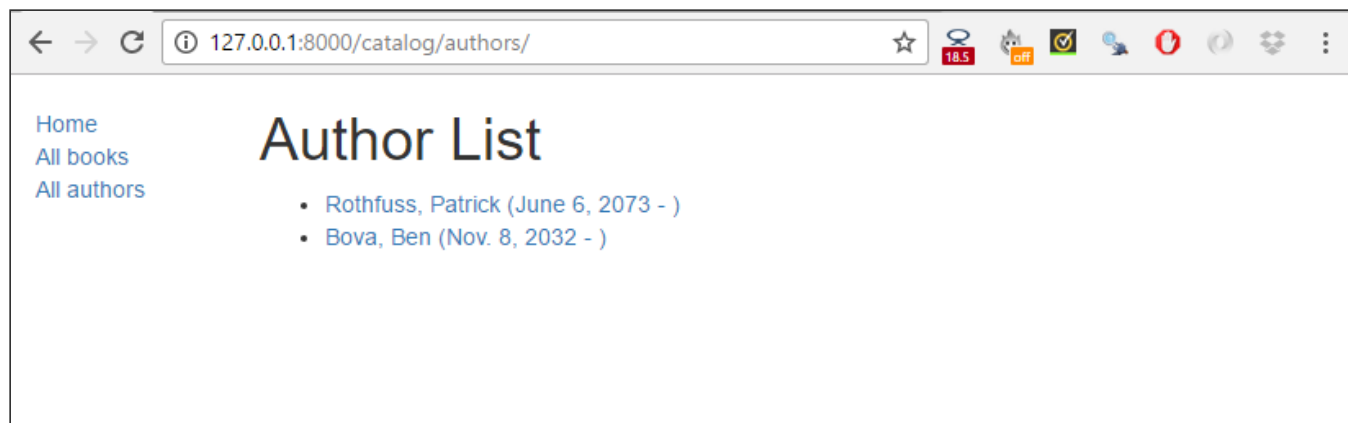 127.0.0.1:8000/catalog/authors/
18.5
off
Home
All books
All authors
Author List
Rothfuss, Patrick (June 6, 2073 - )
Bova, Ben (Nov. 8, 2032 - )